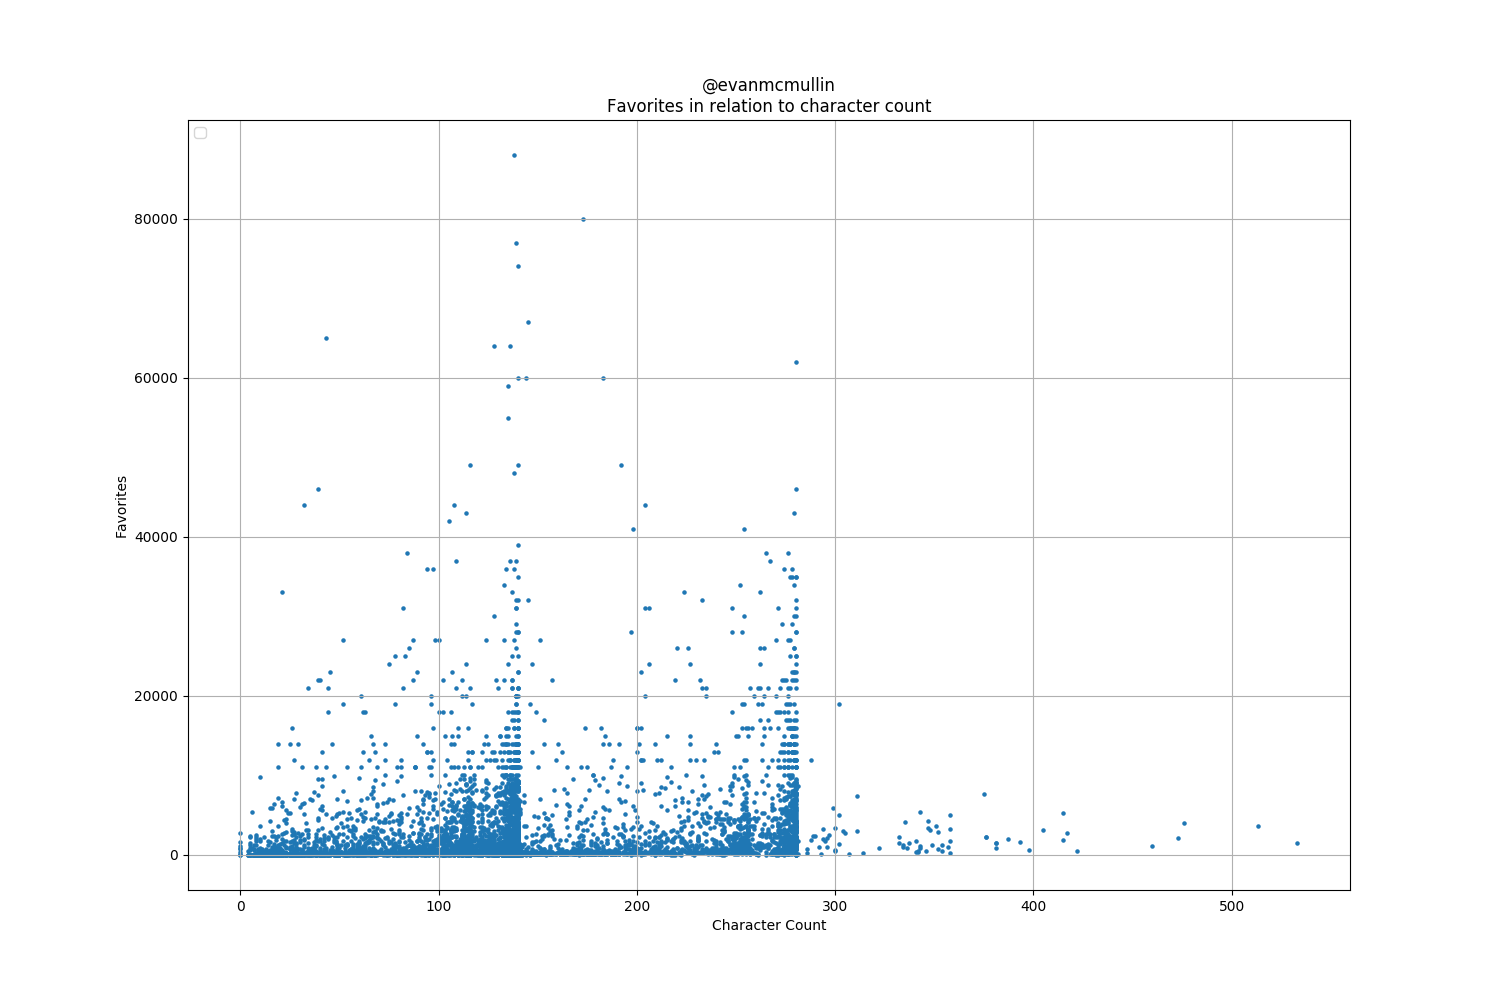 @evanmcmullin
Favorites in relation to character count
80000
60000
40000
20000
0
Favorites
0 100 200 300 400 500
Character Count